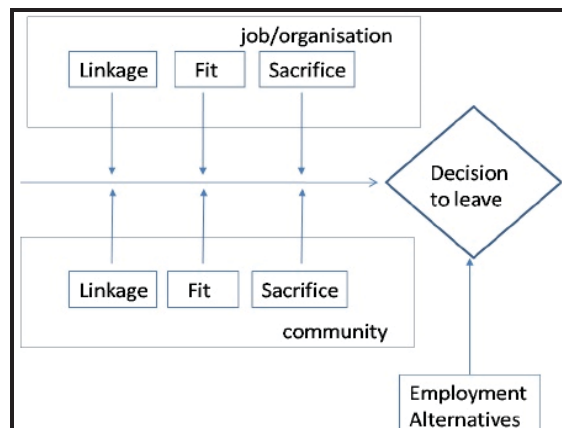 job/organisation
Linkage Fit Sacrifice
Decision
to leave
Linkage Fit Sacrifice
community
Employment
Alternatives